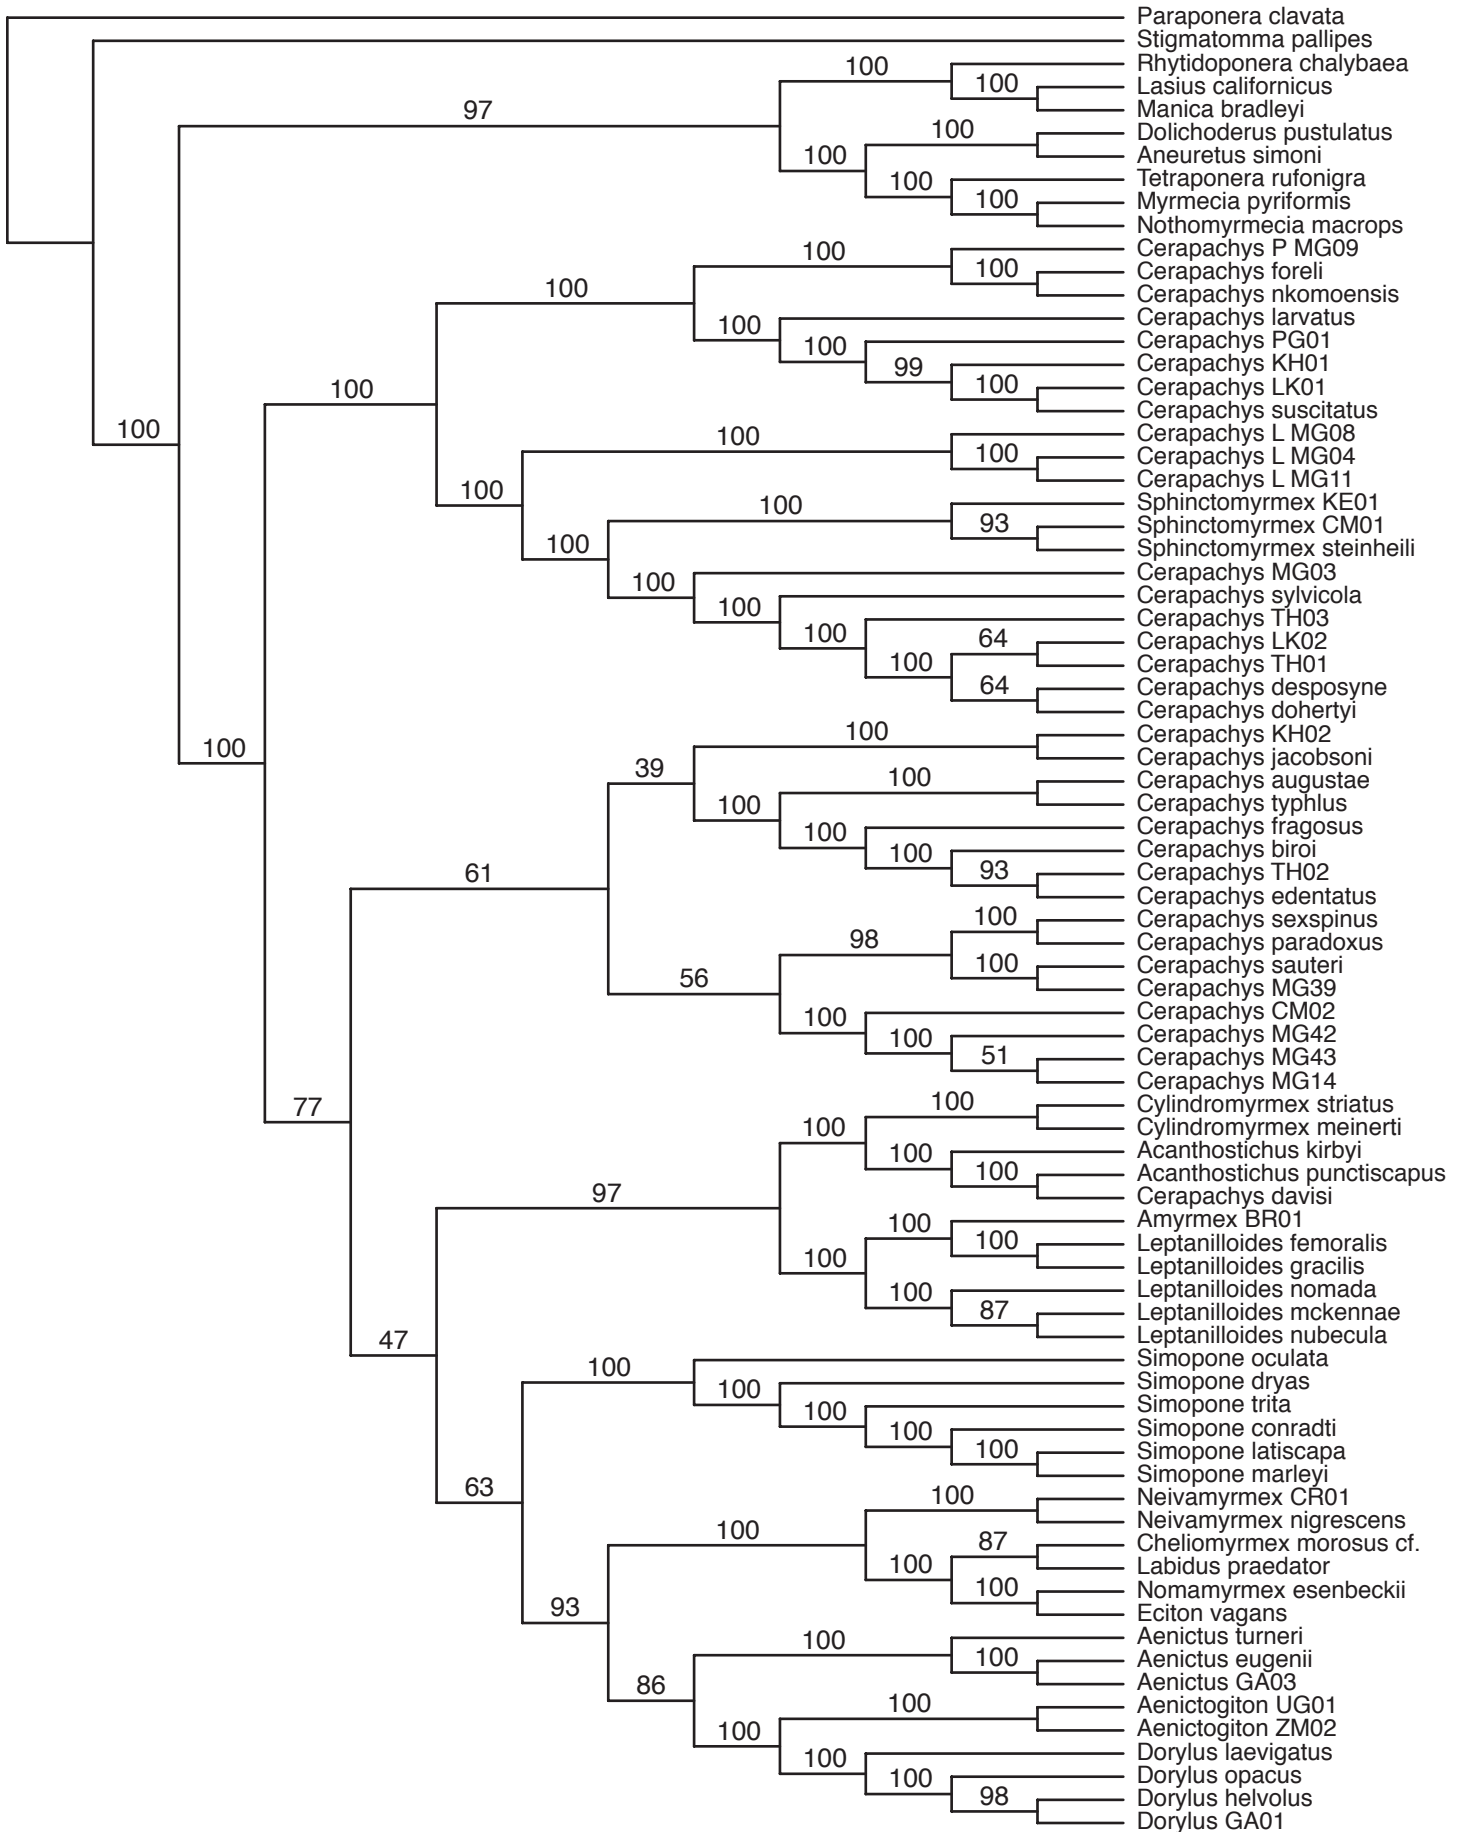 Paraponera clavata
Stigmatomma pallipes
Rhytidoponera chalybaea
100
Lasius californicus
100
Manica bradleyi
97
Dolichoderus pustulatus
100
Aneuretus simoni
100
Tetraponera rufonigra
100
Myrmecia pyriformis
100
Nothomyrmecia macrops
Cerapachys P MG09
100
Cerapachys foreli
100
Cerapachys nkomoensis
100
Cerapachys larvatus
100
Cerapachys PG01
100
Cerapachys KH01
99
Cerapachys LK01
100
100
Cerapachys suscitatus
100
Cerapachys L MG08
100
Cerapachys L MG04
100
Cerapachys L MG11
100
Sphinctomyrmex KE01
100
Sphinctomyrmex CM01
93
Sphinctomyrmex steinheili
100
Cerapachys MG03
100
Cerapachys sylvicola
100
Cerapachys TH03
100
Cerapachys LK02
64
Cerapachys TH01
100
Cerapachys desposyne
64
Cerapachys dohertyi
Cerapachys KH02
100
100
Cerapachys jacobsoni
39
Cerapachys augustae
100
Cerapachys typhlus
100
Cerapachys fragosus
100
Cerapachys biroi
100
Cerapachys TH02
93
61
Cerapachys edentatus
Cerapachys sexspinus
100
Cerapachys paradoxus
98
Cerapachys sauteri
100
56
Cerapachys MG39
Cerapachys CM02
100
Cerapachys MG42
100
Cerapachys MG43
51
Cerapachys MG14
77
Cylindromyrmex striatus
100
Cylindromyrmex meinerti
100
Acanthostichus kirbyi
100
Acanthostichus punctiscapus
100
Cerapachys davisi
97
Amyrmex BR01
100
Leptanilloides femoralis
100
Leptanilloides gracilis
100
Leptanilloides nomada
100
Leptanilloides mckennae
87
Leptanilloides nubecula
47
Simopone oculata
100
Simopone dryas
100
Simopone trita
100
Simopone conradti
100
Simopone latiscapa
100
Simopone marleyi
63
Neivamyrmex CR01
100
Neivamyrmex nigrescens
100
Cheliomyrmex morosus cf.
87
Labidus praedator
100
Nomamyrmex esenbeckii
100
Eciton vagans
93
Aenictus turneri
100
Aenictus eugenii
100
Aenictus GA03
86
Aenictogiton UG01
100
Aenictogiton ZM02
100
Dorylus laevigatus
100
Dorylus opacus
100
Dorylus helvolus
98
Dorylus GA01